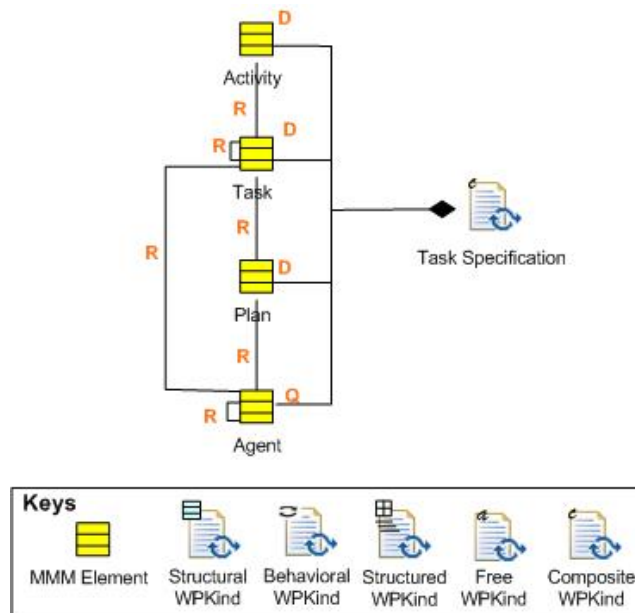 D
Activity
R
D
R
Task
R
R
Task Specification
D
Plan
R
Q
R
Agent
Keys
MMM Element
Structural
WPKind
Behavioral
WPKind
Structured
WPKind
a
Free
WPKind
c
Composite
WPKind
c